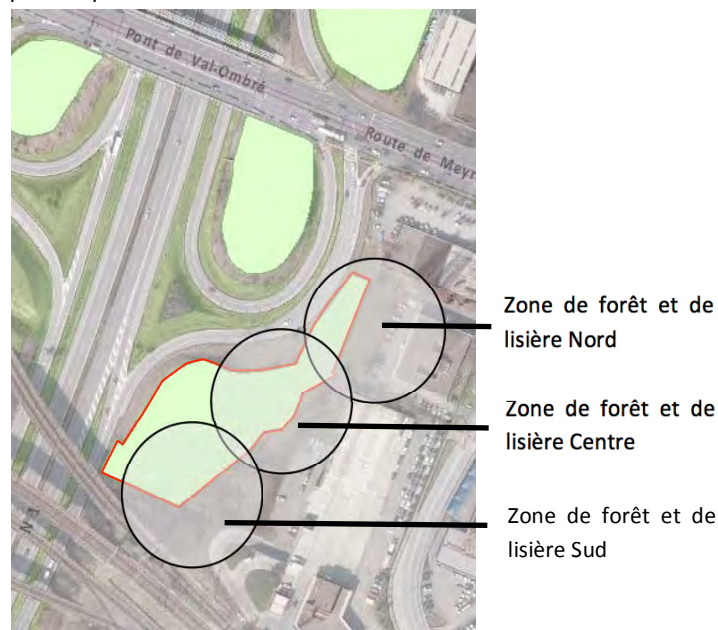 Pont de Val-Ombré
Route de Meyr
Zone de forêt et de
lisière Nord
Zone de forêt et de
lisière Centre
Zone de forêt et de
lisière Sud
N 1